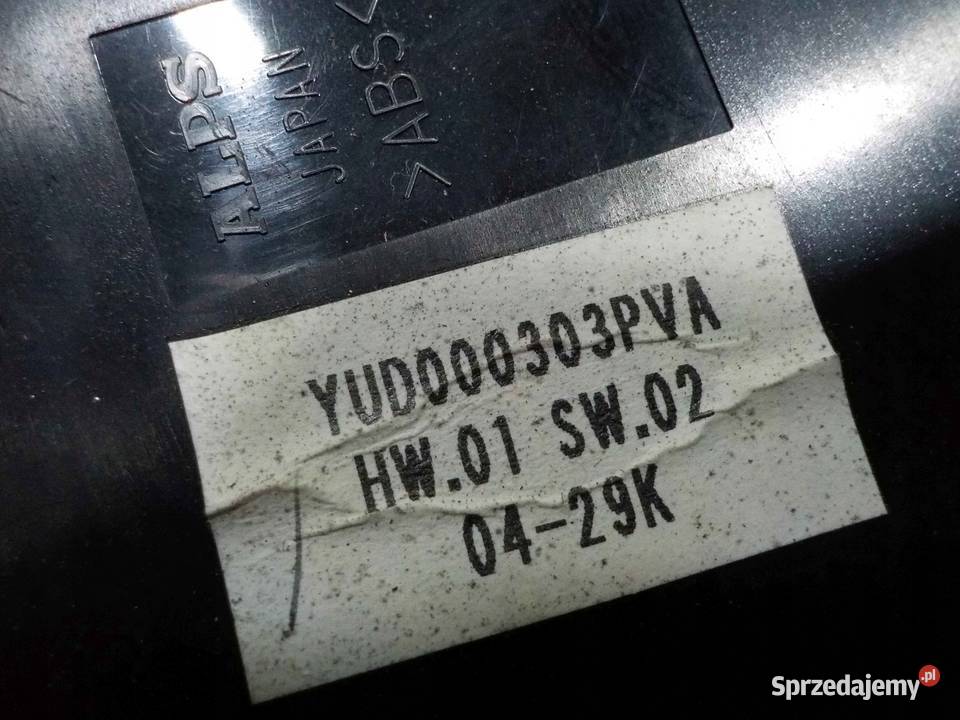 ALPS
JAPAN
>ABS<
YUD000303PVA
HW.01 SW.02
04-29K
Sprzedajemy.pl